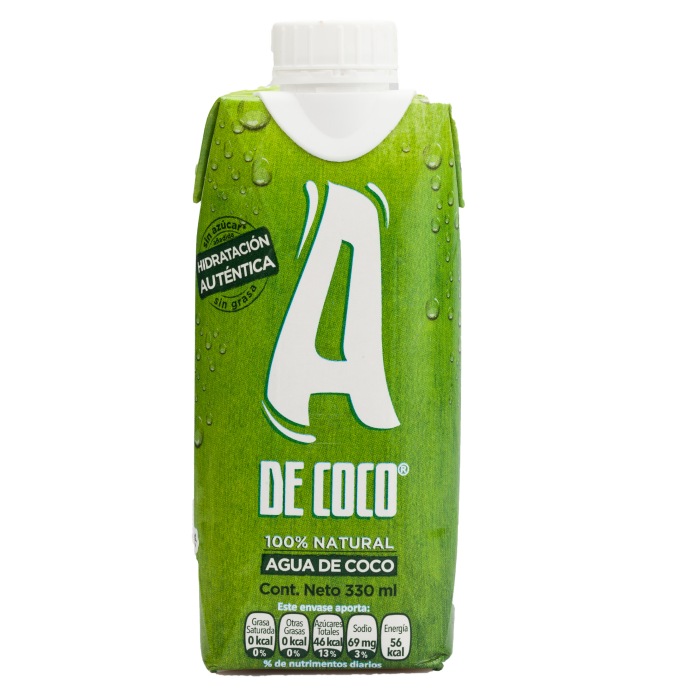 sin azúcar
añadido
HIDRATACIÓN
AUTÉNTICA
sin grasa
A
DE COCO®
100% NATURAL
AGUA DE COCO
Cont. Neto 330 ml
Este envase aporta:
Grasa Saturada 0 kcal 0%
Otras Grasas 0 kcal 0%
Azúcares Totales 46 kcal 13%
Sodio 69 mg 3%
Energía 56 kcal
% de nutrimentos diarios